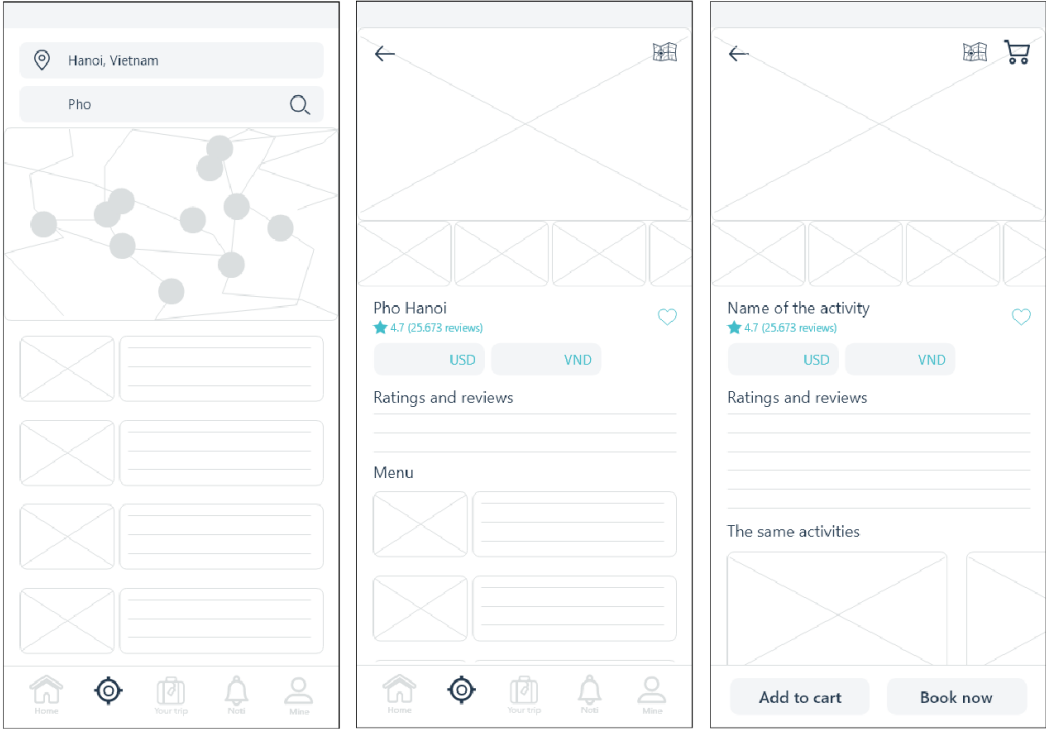 Hanoi, Vietnam
Pho
Home
Your trip
Noti
Mine
Pho Hanoi
4.7 (25.673 reviews)
USD
VND
Ratings and reviews
Menu
Home
Your trip
Noti
Mine
Name of the activity
4.7 (25.673 reviews)
USD
VND
Ratings and reviews
The same activities
Add to cart
Book now